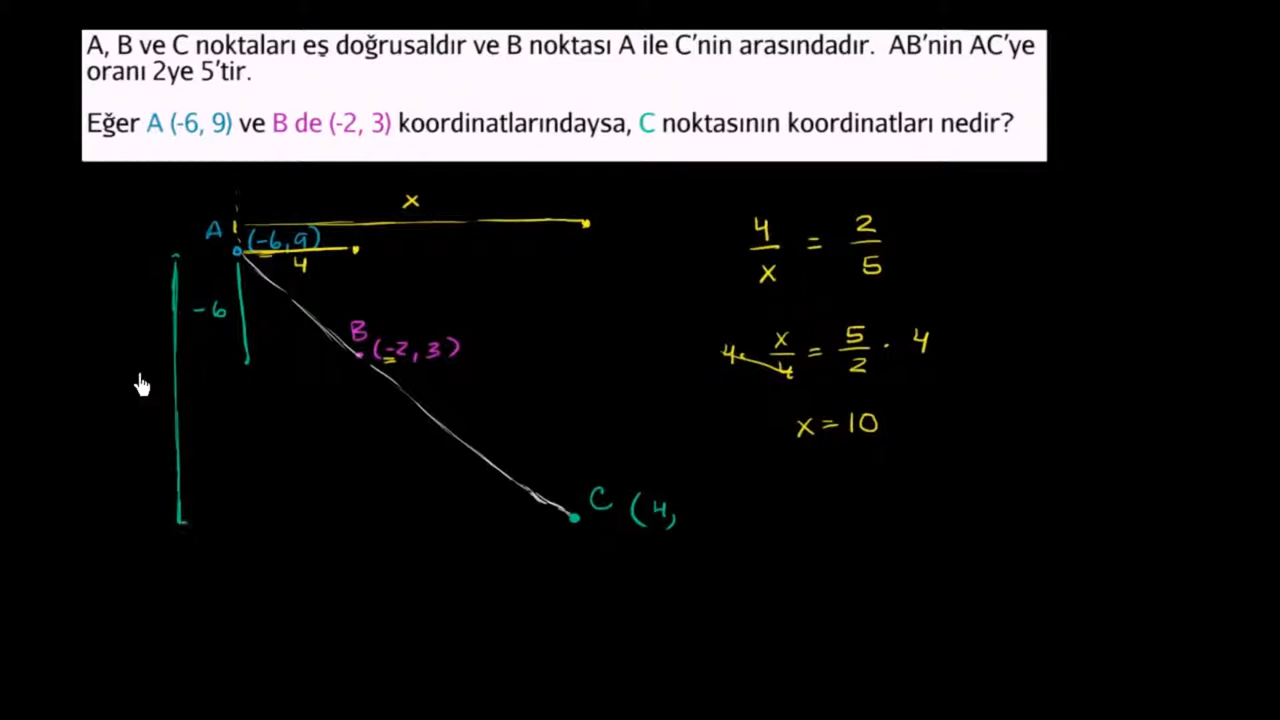 A, B ve C noktaları eş doğrusaldır ve B noktası A ile C'nin arasındadır. AB'nin AC'ye
oranı 2ye 5'tir.
Eğer A (-6, 9) ve B de (-2, 3) koordinatlarındaysa, C noktasının koordinatları nedir?
x
A
(-6,9)
4
-6
B
(-2, 3)
C (4,
4/x = 2/5
4 · x/4 = 5/2 · 4
x = 10